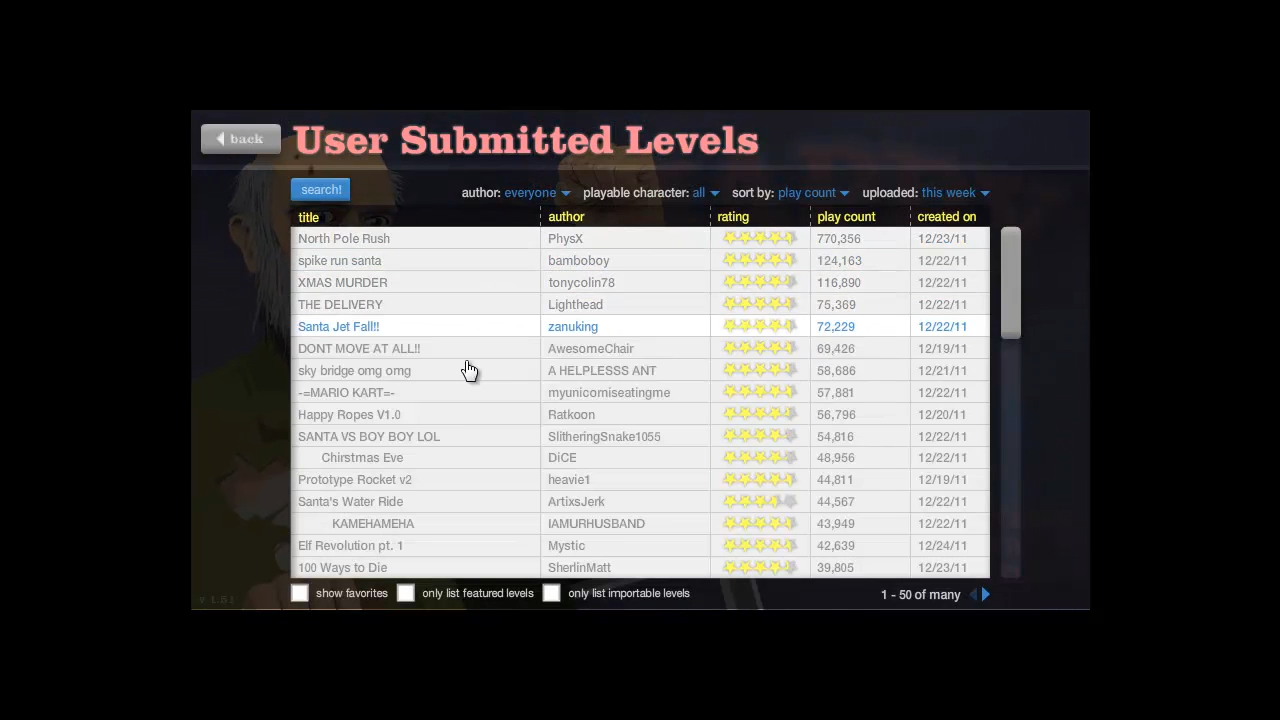 back
User Submitted Levels
search! author: everyone playable character: all sort by: play count uploaded: this week
title author rating play count created on
North Pole Rush PhysX 770,356 12/23/11
spike run santa bamboboy 124,163 12/22/11
XMAS MURDER tonycolin78 116,890 12/22/11
THE DELIVERY Lighthead 75,369 12/22/11
Santa Jet Fall!! zanuking 72,229 12/22/11
DONT MOVE AT ALL!! AwesomeChair 69,426 12/19/11
sky bridge omg omg A HELPLESSS ANT 58,686 12/21/11
-=MARIO KART=- myunicorniseatingme 57,881 12/22/11
Happy Ropes V1.0 Ratkoon 56,796 12/20/11
SANTA VS BOY BOY LOL SlitheringSnake1055 54,816 12/22/11
Chirstmas Eve DiCE 48,956 12/22/11
Prototype Rocket v2 heavie1 44,811 12/19/11
Santa's Water Ride ArtixsJerk 44,567 12/22/11
KAMEHAMEHA IAMURHUSBAND 43,949 12/22/11
Elf Revolution pt. 1 Mystic 42,639 12/24/11
100 Ways to Die SherlinMatt 39,805 12/23/11
show favorites only list featured levels only list importable levels 1 - 50 of many